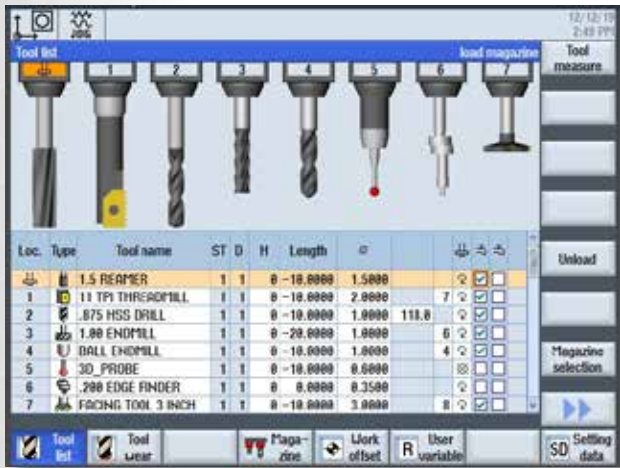 JOG
12/12/19
2:49 PM
Tool list
load magazine
Tool measure
1 2 3 4 5 6 7
Loc. Type Tool name ST D H Length ø
1.5 REAMER 1 1 0 -10.0000 1.5000
1 11 TPI THREADMILL 1 1 0 -10.0000 2.0000 7
2 .875 HSS DRILL 1 1 0 -10.0000 1.0000 118.0
3 1.00 ENDMILL 1 1 0 -20.0000 1.0000 6
4 BALL ENDMILL 1 1 0 -10.0000 1.0000 4
5 3D_PROBE 1 1 0 -10.0000 0.6000
6 .200 EDGE FINDER 1 1 0 0.0000 0.3500
7 FACING TOOL 3 INCH 1 1 0 -10.0000 3.0000 8
Unload
Magazine selection
Tool list
Tool wear
Maga-
zine
Work offset
R User variable
SD Setting data